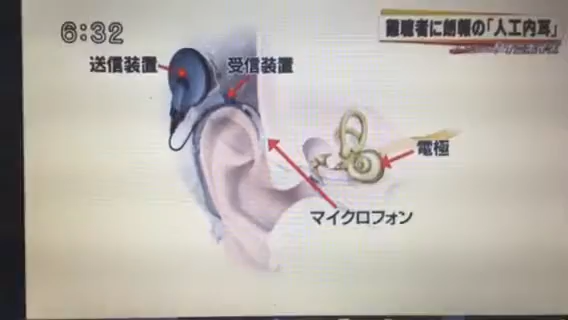 6:32
難聴者に朗報の「人工内耳」
送信装置
受信装置
電極
マイクロフォン